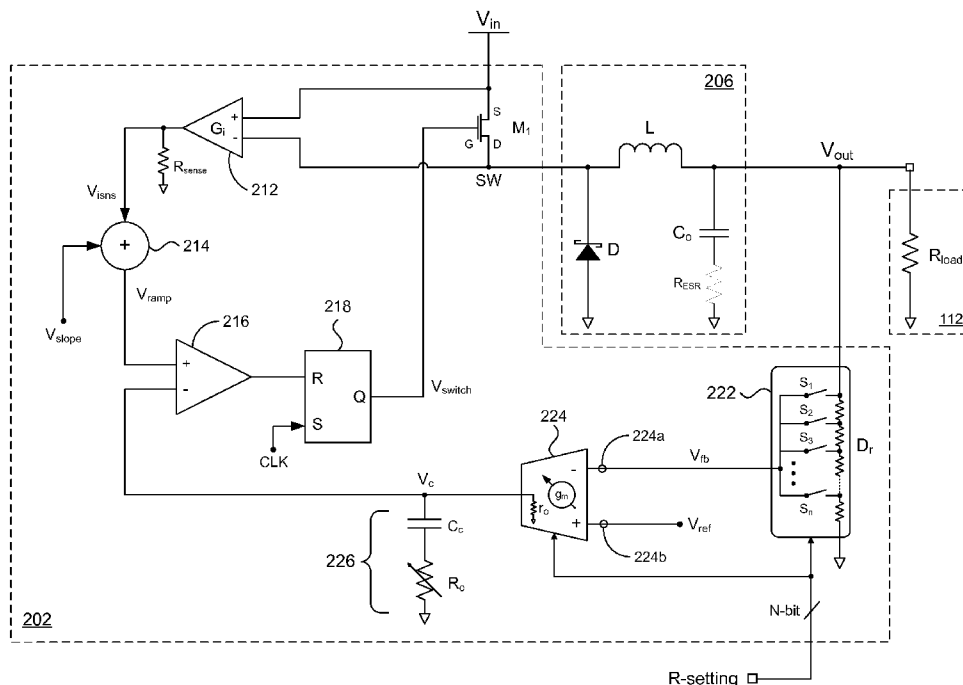 Vin
206
S
G
D
M1
Gi
+
-
Rsense
212
SW
L
Vout
Visns
+
214
D
Co
RESR
Rload
112
Vramp
Vslope
216
+
-
218
R
Q
S
CLK
Vswitch
222
S1
S2
S3
Sn
Dr
224
224a
-
Vfb
gm
ro
+
Vref
224b
Vc
226
Cc
Ro
202
N-bit
R-setting